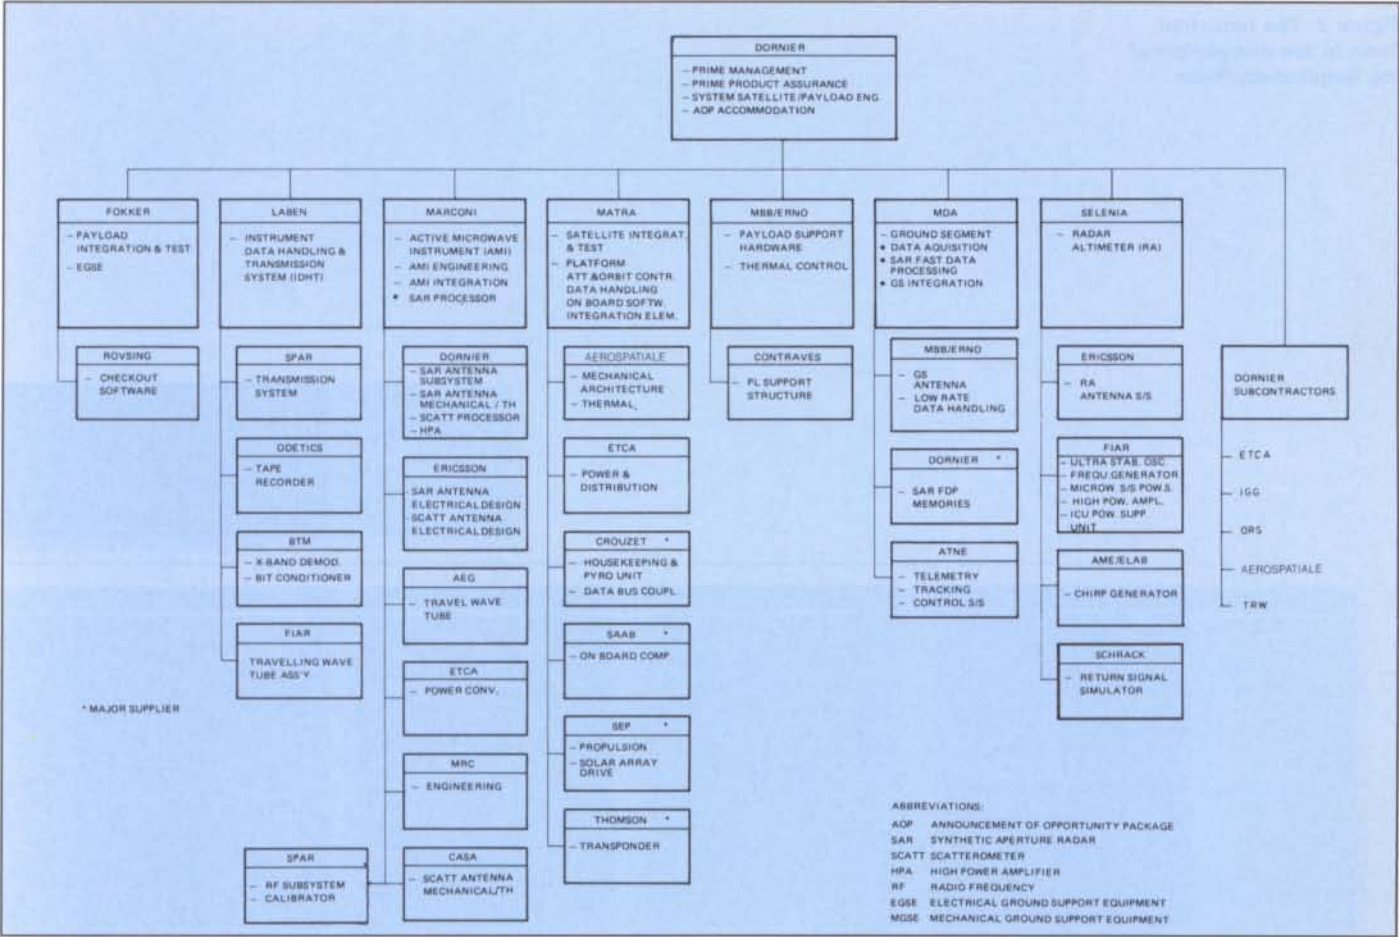 DORNIER
– PRIME MANAGEMENT
– PRIME PRODUCT ASSURANCE
– SYSTEM SATELLITE/PAYLOAD ENG.
– AOP ACCOMMODATION
FOKKER
– PAYLOAD
INTEGRATION & TEST
– EGSE
LABEN
– INSTRUMENT
DATA HANDLING &
TRANSMISSION
SYSTEM (IDHT)
MARCONI
– ACTIVE MICROWAVE
INSTRUMENT (AMI)
– AMI ENGINEERING
– AMI INTEGRATION
* SAR PROCESSOR
MATRA
– SATELLITE INTEGRAT.
& TEST
– PLATFORM
ATT.&ORBIT CONTR.
DATA HANDLING
ON BOARD SOFTW.
INTEGRATION ELEM.
MBB/ERNO
– PAYLOAD SUPPORT
HARDWARE
– THERMAL CONTROL
MDA
– GROUND SEGMENT
• DATA AQUISITION
• SAR FAST DATA
PROCESSING
• GS INTEGRATION
SELENIA
– RADAR
ALTIMETER (RA)
ROVSING
– CHECKOUT
SOFTWARE
SPAR
– TRANSMISSION
SYSTEM
ODETICS
– TAPE
RECORDER
BTM
– X-BAND DEMOD.
– BIT CONDITIONER
FIAR
TRAVELLING WAVE
TUBE ASS'Y
* MAJOR SUPPLIER
DORNIER
– SAR ANTENNA
SUBSYSTEM
– SAR ANTENNA
MECHANICAL / TH
– SCATT PROCESSOR
– HPA
ERICSSON
– SAR ANTENNA
ELECTRICAL DESIGN
– SCATT ANTENNA
ELECTRICAL DESIGN
AEG
– TRAVEL WAVE
TUBE
ETCA
– POWER CONV.
MRC
– ENGINEERING
CASA
– SCATT ANTENNA
MECHANICAL/TH
SPAR
– RF SUBSYSTEM
– CALIBRATOR
AEROSPATIALE
– MECHANICAL
ARCHITECTURE
– THERMAL
ETCA
– POWER &
DISTRIBUTION
CROUZET *
– HOUSEKEEPING &
PYRO UNIT
– DATA BUS COUPL.
SAAB *
– ON BOARD COMP.
SEP *
– PROPULSION
– SOLAR ARRAY
DRIVE
THOMSON *
– TRANSPONDER
CONTRAVES
– PL SUPPORT
STRUCTURE
MBB/ERNO
– GS
ANTENNA
– LOW RATE
DATA HANDLING
DORNIER *
– SAR FDP
MEMORIES
ATNE
– TELEMETRY
– TRACKING
– CONTROL S/S
ERICSSON
– RA
ANTENNA S/S
FIAR
– ULTRA STAB. OSC.
– FREQU.GENERATOR
– MICROW. S/S POW.S.
– HIGH POW. AMPL.
– ICU POW. SUPP.
UNIT
AME/ELAB
– CHIRP GENERATOR
SCHRACK
– RETURN SIGNAL
SIMULATOR
DORNIER
SUBCONTRACTORS
– ETCA
– IGG
– ORS
– AEROSPATIALE
– TRW
ABBREVIATIONS:
AOP ANNOUNCEMENT OF OPPORTUNITY PACKAGE
SAR SYNTHETIC APERTURE RADAR
SCATT SCATTEROMETER
HPA HIGH POWER AMPLIFIER
RF RADIO FREQUENCY
EGSE ELECTRICAL GROUND SUPPORT EQUIPMENT
MGSE MECHANICAL GROUND SUPPORT EQUIPMENT